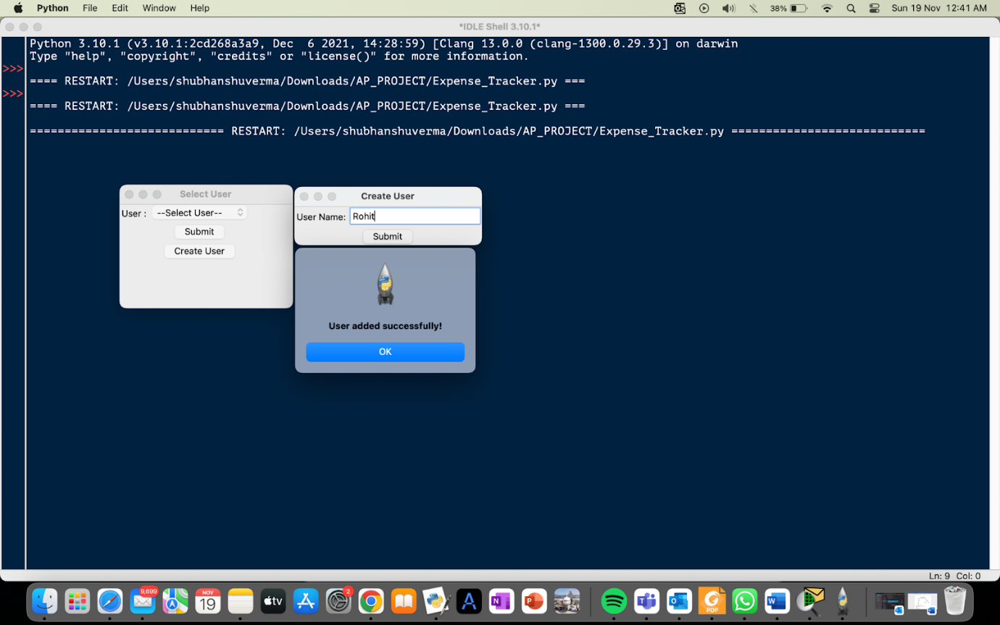 Python File Edit Window Help 38% Sun 19 Nov 12:41 AM
*IDLE Shell 3.10.1*
Python 3.10.1 (v3.10.1:2cd268a3a9, Dec  6 2021, 14:28:59) [Clang 13.0.0 (clang-1300.0.29.3)] on darwin
Type "help", "copyright", "credits" or "license()" for more information.
>>>
==== RESTART: /Users/shubhanshuverma/Downloads/AP_PROJECT/Expense_Tracker.py ===
>>>
==== RESTART: /Users/shubhanshuverma/Downloads/AP_PROJECT/Expense_Tracker.py ===
============================ RESTART: /Users/shubhanshuverma/Downloads/AP_PROJECT/Expense_Tracker.py ============================
Select User
User : --Select User--
Submit
Create User
Create User
User Name: Rohit
Submit
User added successfully!
OK
Ln: 9 Col: 0
9,699
NOV
19
tv
2
A
N
P
T
O
PDF
W